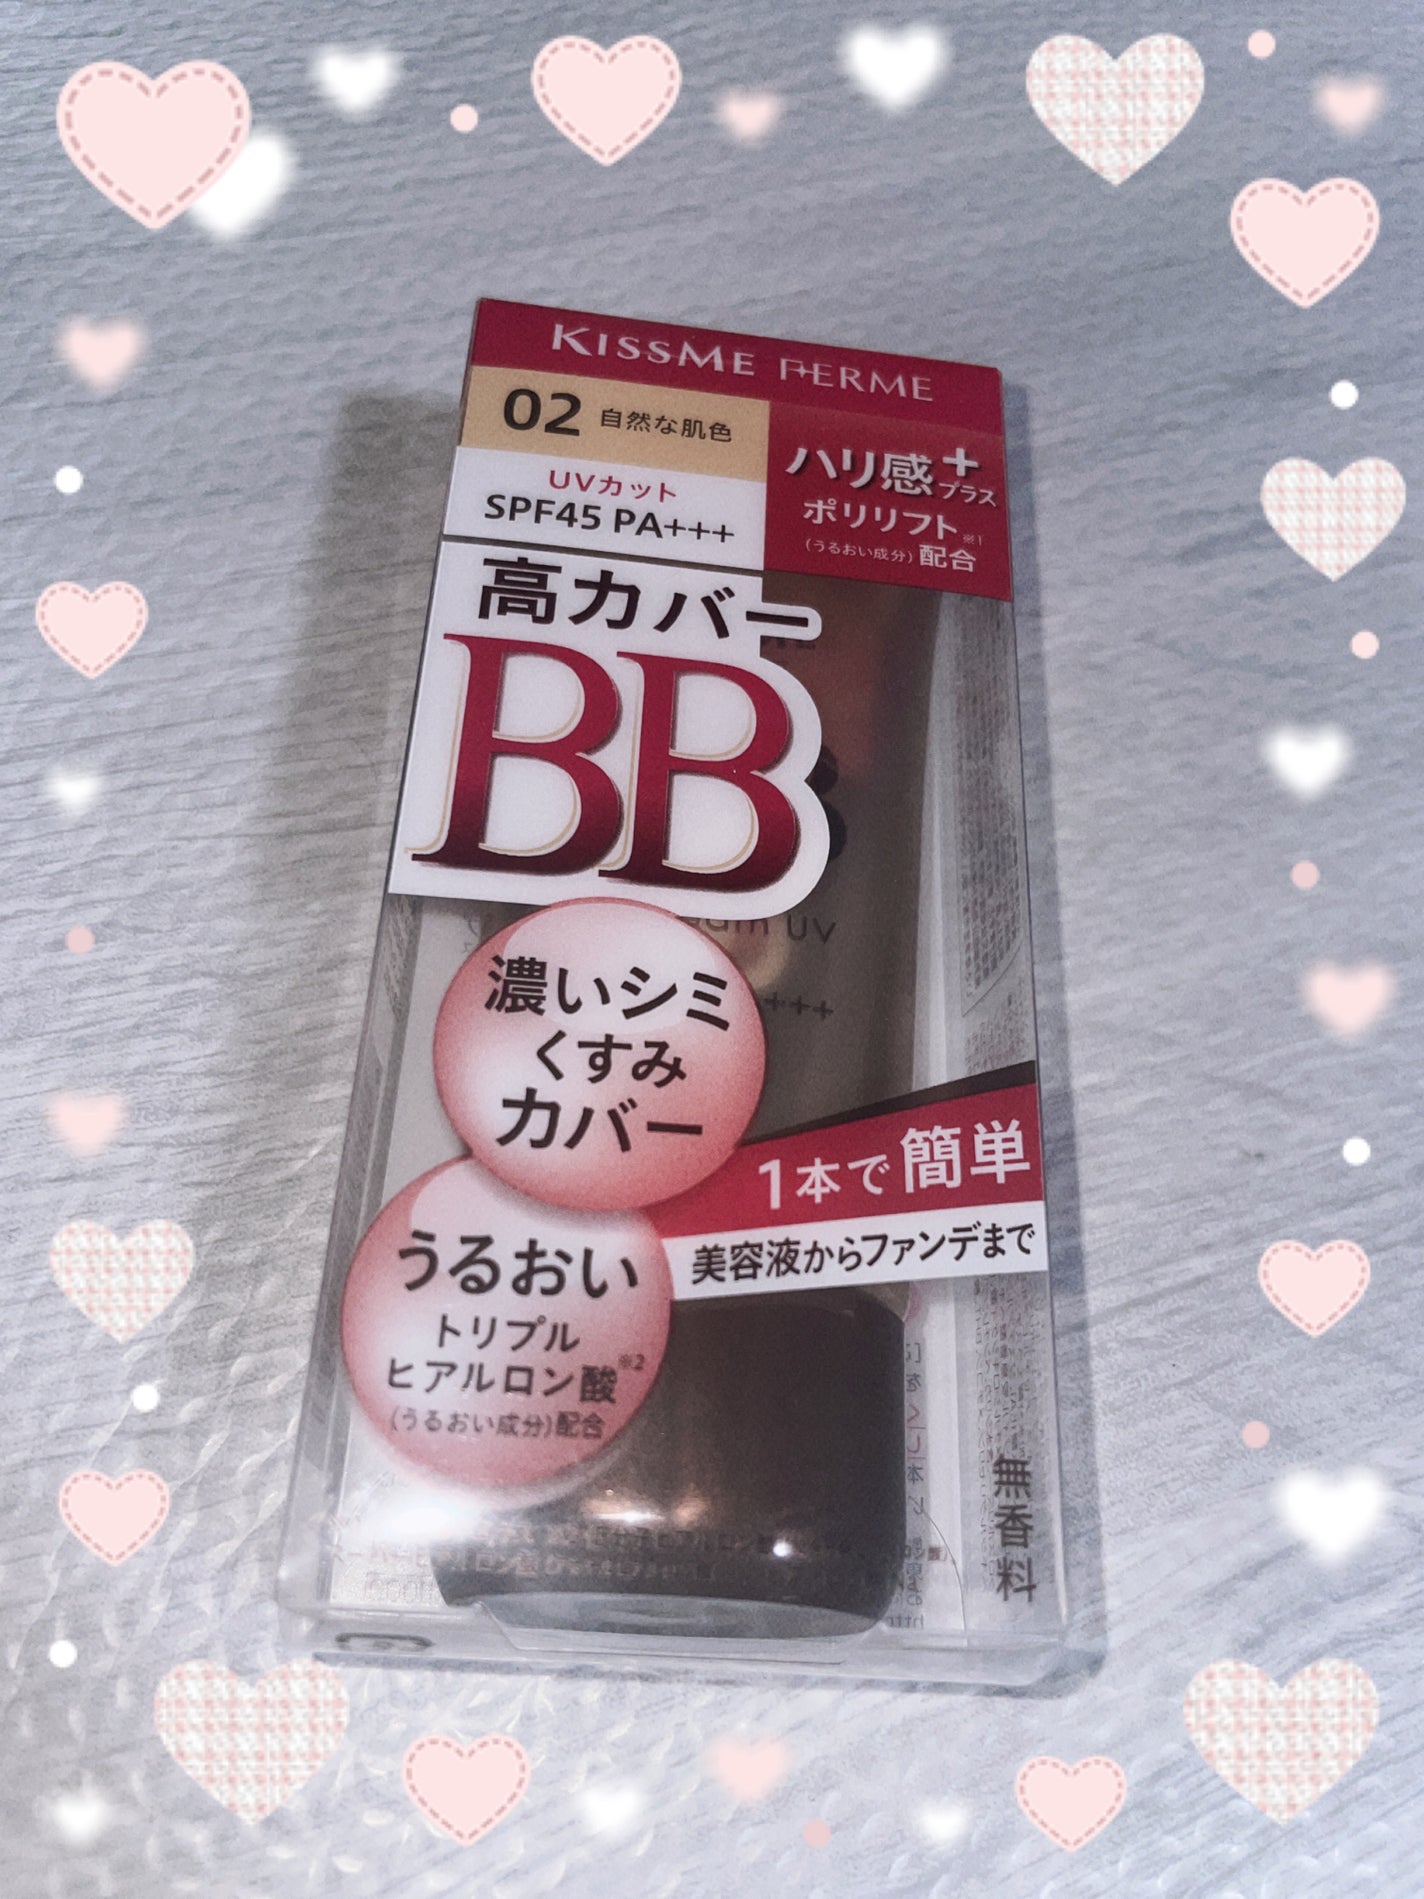 KISSME FERME
02 自然な肌色
UVカット
SPF45 PA+++
ハリ感+プラス
ポリリフト※1
(うるおい成分)配合
高カバー
BB
am UV
+++
濃いシミ
くすみ
カバー
1本で簡単
美容液からファンデまで
うるおい
トリプル
ヒアルロン酸※2
(うるおい成分)配合
無香料